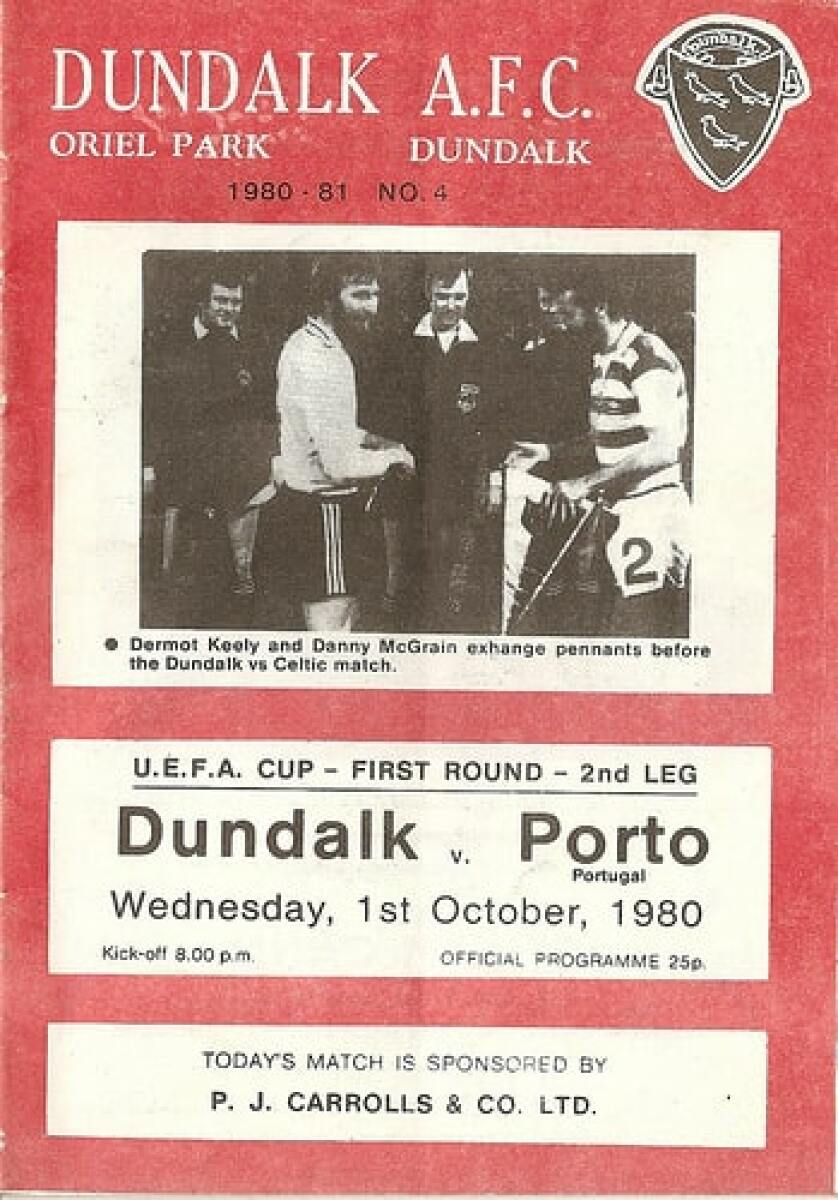 DUNDALK A.F.C.
ORIEL PARK DUNDALK
1980-81 NO. 4
Dundalk
2
● Dermot Keely and Danny McGrain exhange pennants before
the Dundalk vs Celtic match.
U.E.F.A. CUP – FIRST ROUND – 2nd LEG
Dundalk v. Porto
Portugal
Wednesday, 1st October, 1980
Kick-off 8.00 p.m. OFFICIAL PROGRAMME 25p.
TODAY'S MATCH IS SPONSORED BY
P. J. CARROLLS & CO. LTD.